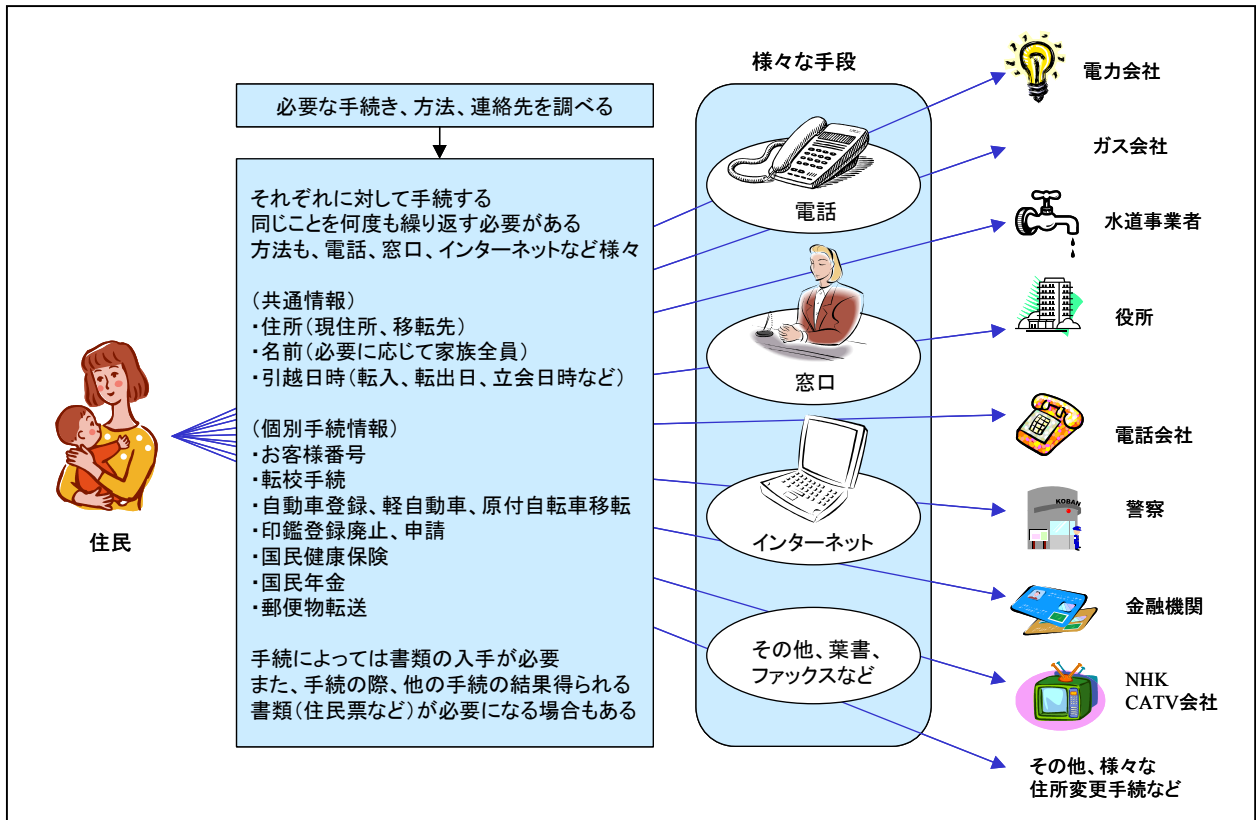 必要な手続き、方法、連絡先を調べる
それぞれに対して手続する
同じことを何度も繰り返す必要がある
方法も、電話、窓口、インターネットなど様々
(共通情報)
・住所(現住所、移転先)
・名前(必要に応じて家族全員)
・引越日時(転入、転出日、立会日時など)
(個別手続情報)
・お客様番号
・転校手続
・自動車登録、軽自動車、原付自転車移転
・印鑑登録廃止、申請
・国民健康保険
・国民年金
・郵便物転送
手続によっては書類の入手が必要
また、手続の際、他の手続の結果得られる
書類(住民票など)が必要になる場合もある
住民
様々な手段
電話
窓口
インターネット
その他、葉書、
ファックスなど
電力会社
ガス会社
水道事業者
役所
電話会社
KOBAN
警察
金融機関
NHK
CATV会社
その他、様々な
住所変更手続など